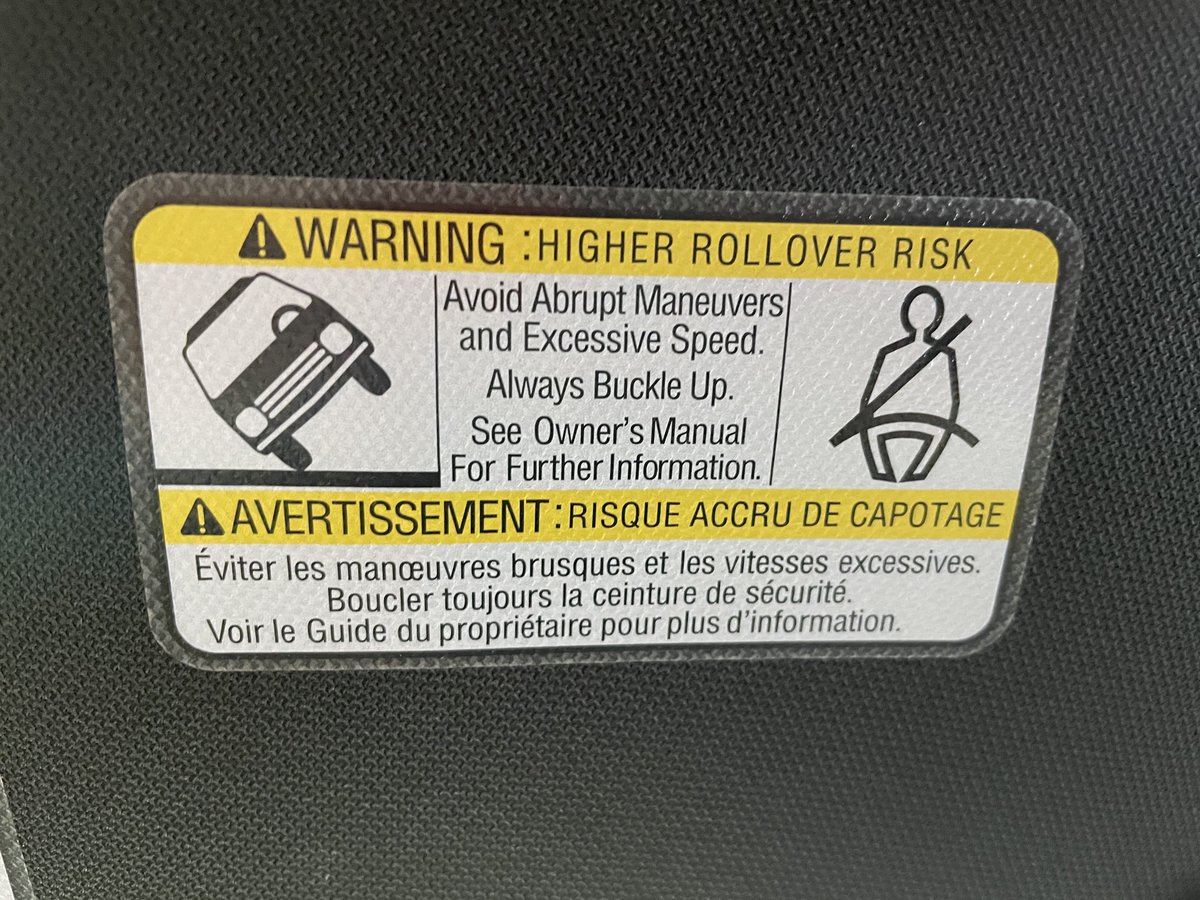 WARNING :HIGHER ROLLOVER RISK
Avoid Abrupt Maneuvers
and Excessive Speed.
Always Buckle Up.
See Owner's Manual
For Further Information.
AVERTISSEMENT:RISQUE ACCRU DE CAPOTAGE
Éviter les manœuvres brusques et les vitesses excessives.
Boucler toujours la ceinture de sécurité.
Voir le Guide du propriétaire pour plus d'information.